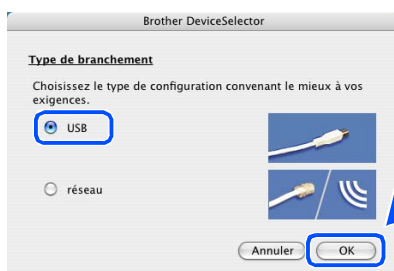 Brother DeviceSelector
Type de branchement
Choisissez le type de configuration convenant le mieux à vos
exigences.
USB
réseau
Annuler OK